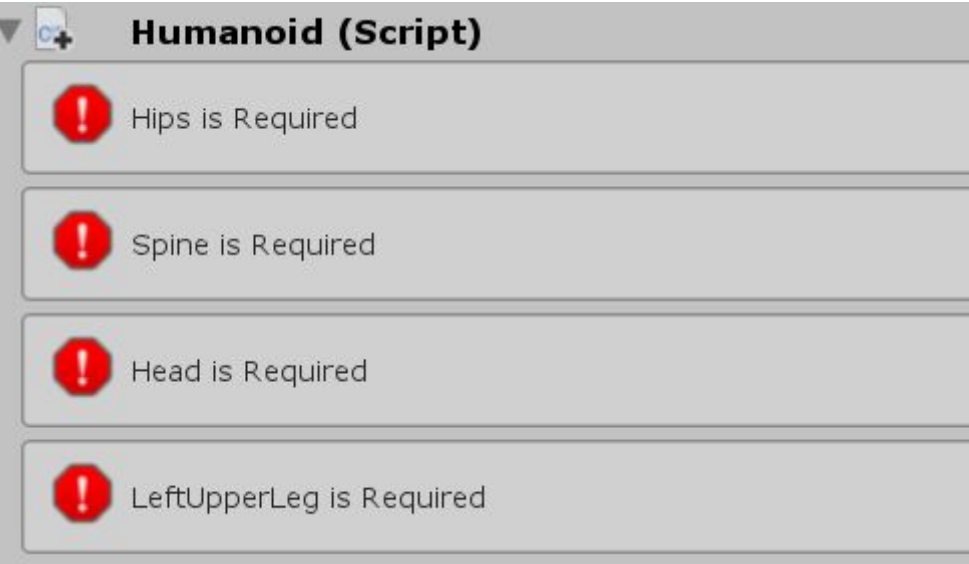 Humanoid (Script)
Hips is Required
Spine is Required
Head is Required
LeftUpperLeg is Required